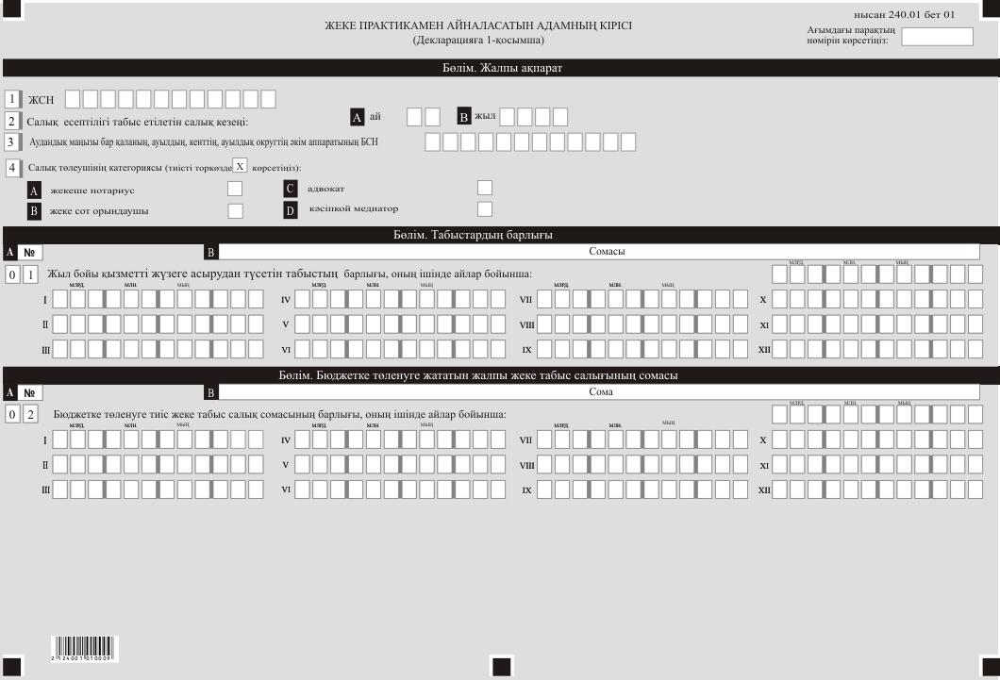 нысан 240.01 бет 01
ЖЕКЕ ПРАКТИКАМЕН АЙНАЛАСАТЫН АДАМНЫҢ КІРІСІ
(Декларацияға 1-қосымша)
Ағымдағы парақтың
нөмірін көрсетіңіз:
Бөлім. Жалпы ақпарат
1 ЖСН
2 Салық есептілігі табыс етілетін салық кезеңі: A ай B жыл
3 Аудандық маңызы бар қаланың, ауылдың, кенттің, ауылдық округтің әкім аппаратының БСН
4 Салық төлеушінің категориясы (тиісті торкөзде X көрсетіңіз):
A жекеше нотариус C адвокат
B жеке сот орындаушы D кәсіпқой медиатор
Бөлім. Табыстардың барлығы
A № B Сомасы
0 1 Жыл бойы қызметті жүзеге асырудан түсетін табыстың барлығы, оның ішінде айлар бойынша: МЛРД. МЛН. МЫҢ
МЛРД. МЛН. МЫҢ МЛРД. МЛН. МЫҢ МЛРД. МЛН. МЫҢ
I IV VII X
II V VIII XI
III VI IX XII
Бөлім. Бюджетке төленуге жататын жалпы жеке табыс салығының сомасы
A № B Сома
0 2 Бюджетке төленуге тиіс жеке табыс салық сомасының барлығы, оның ішінде айлар бойынша: МЛРД. МЛН. МЫҢ
МЛРД. МЛН. МЫҢ МЛРД. МЛН. МЫҢ МЛРД. МЛН. МЫҢ
I IV VII X
II V VIII XI
III VI IX XII
2 124001 010009